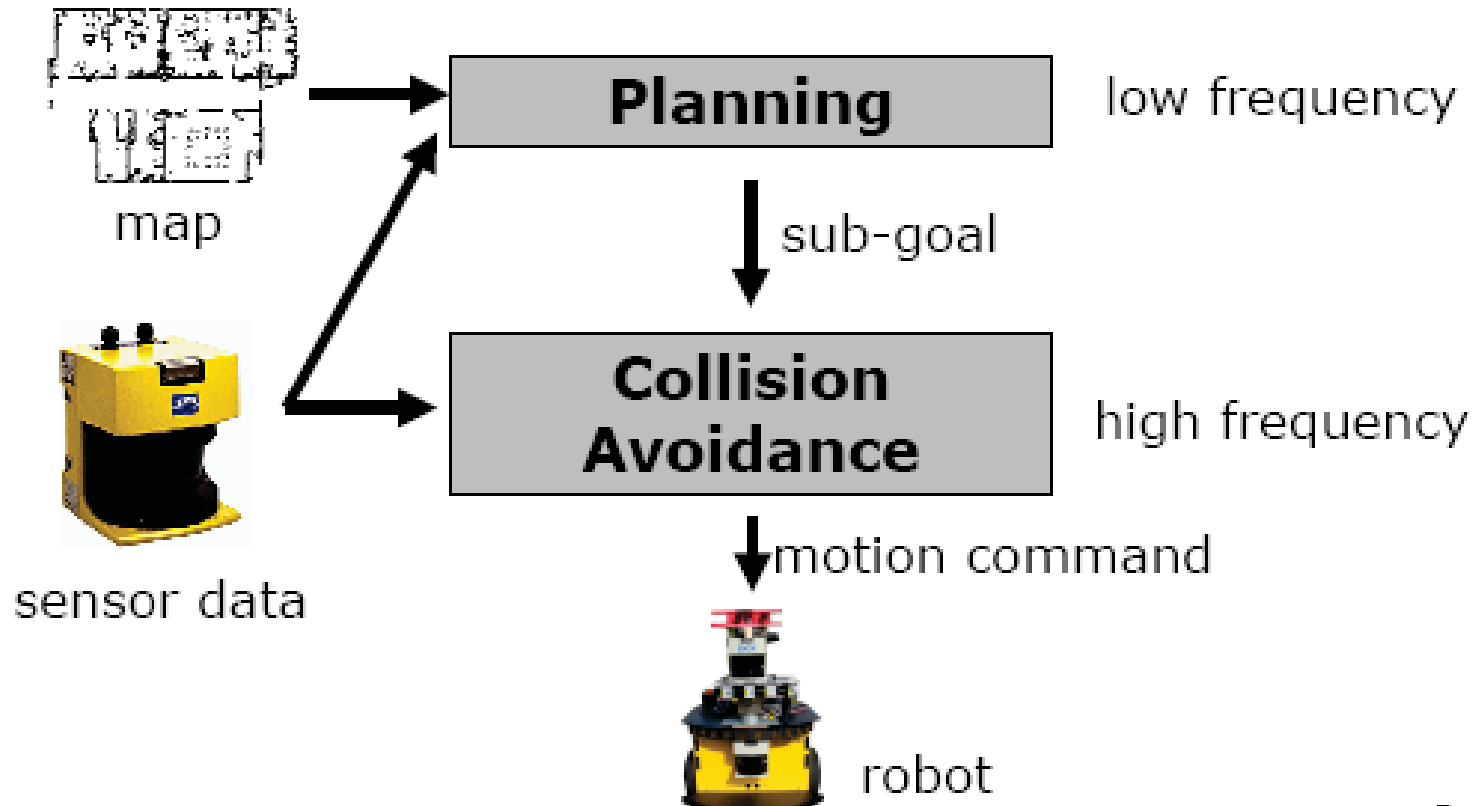 Planning
low frequency
map
sub-goal
Collision
Avoidance
high frequency
sensor data
motion command
robot